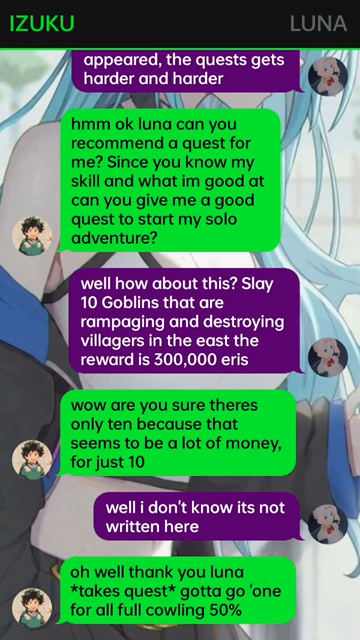 IZUKU LUNA
appeared, the quests gets
harder and harder
hmm ok luna can you
recommend a quest for
me? Since you know my
skill and what im good at
can you give me a good
quest to start my solo
adventure?
well how about this? Slay
10 Goblins that are
rampaging and destroying
villagers in the east the
reward is 300,000 eris
wow are you sure theres
only ten because that
seems to be a lot of money,
for just 10
well i don't know its not
written here
oh well thank you luna
*takes quest* gotta go 'one
for all full cowling 50%